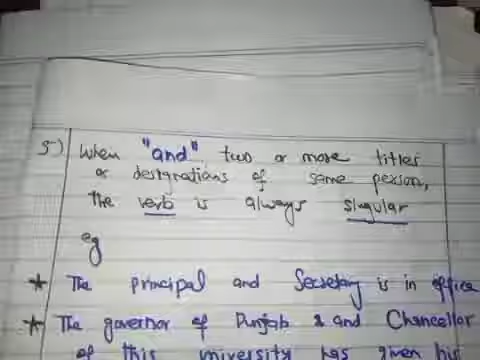 5) When "and" two or more titles
or designations of same person,
the verb is always singular
eg
* The principal and Secretary is in office
* The governor of Punjab & and Chancellor
of this university has given his